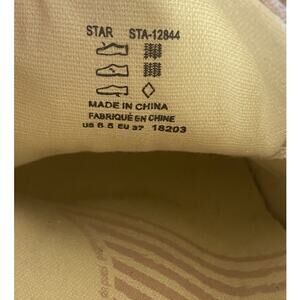 STAR STA-12844
MADE IN CHINA
FABRIQUÉ EN CHINE
US 6.5 EU 37 18203